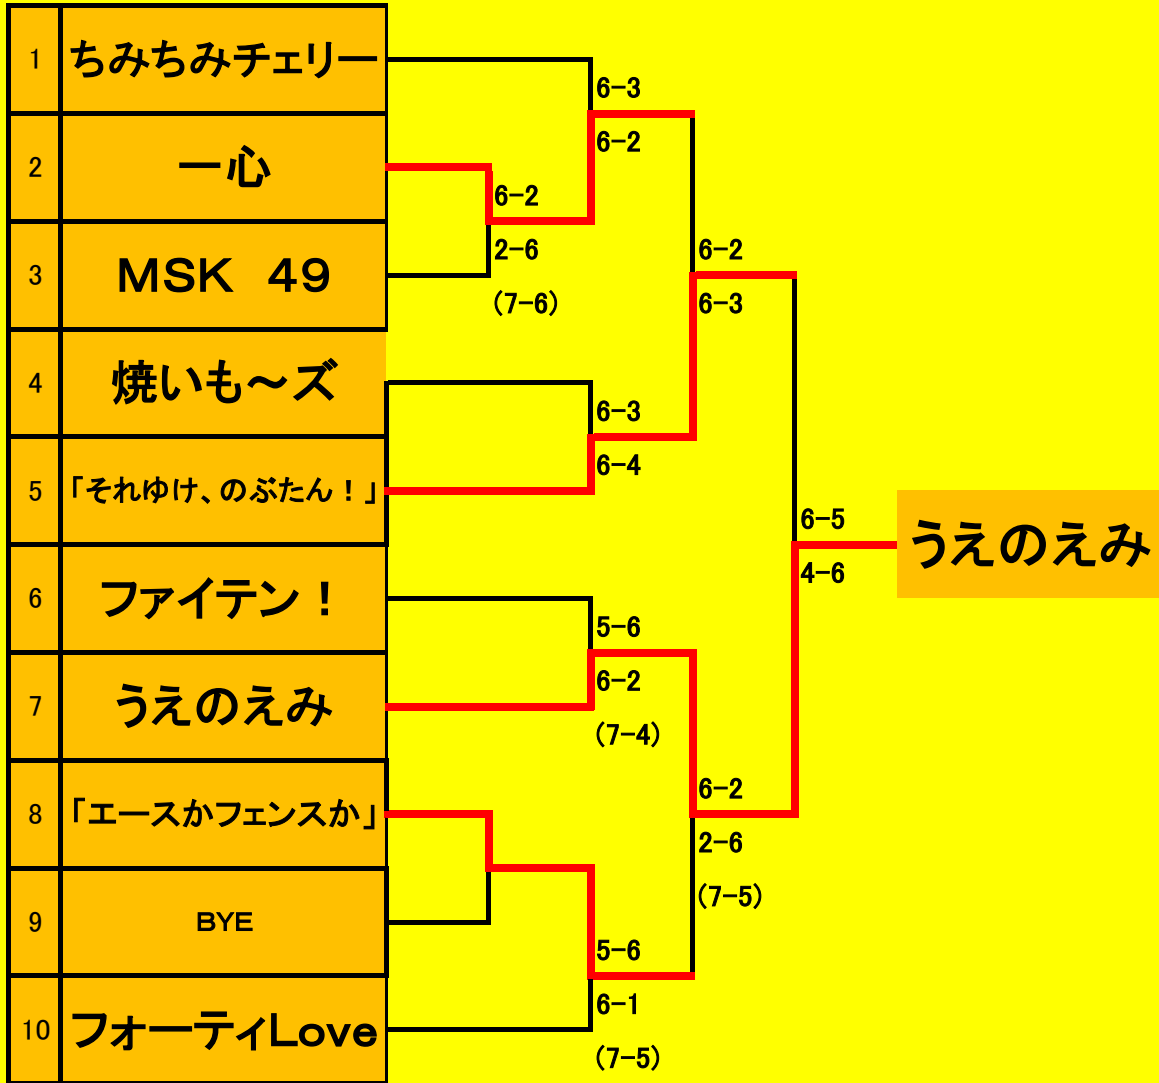 1 ちみちみチェリー
2 一心
3 ＭＳＫ　４９
4 焼いも～ズ
5 「それゆけ、のぶたん！」
6 ファイテン！
7 うえのえみ
8 「エースかフェンスか」
9 BYE
10 フォーティLove
6-2
2-6
(7-6)
6-3
6-2
6-3
6-4
5-6
6-2
(7-4)
5-6
6-1
(7-5)
6-2
6-3
6-2
2-6
(7-5)
6-5
4-6
うえのえみ